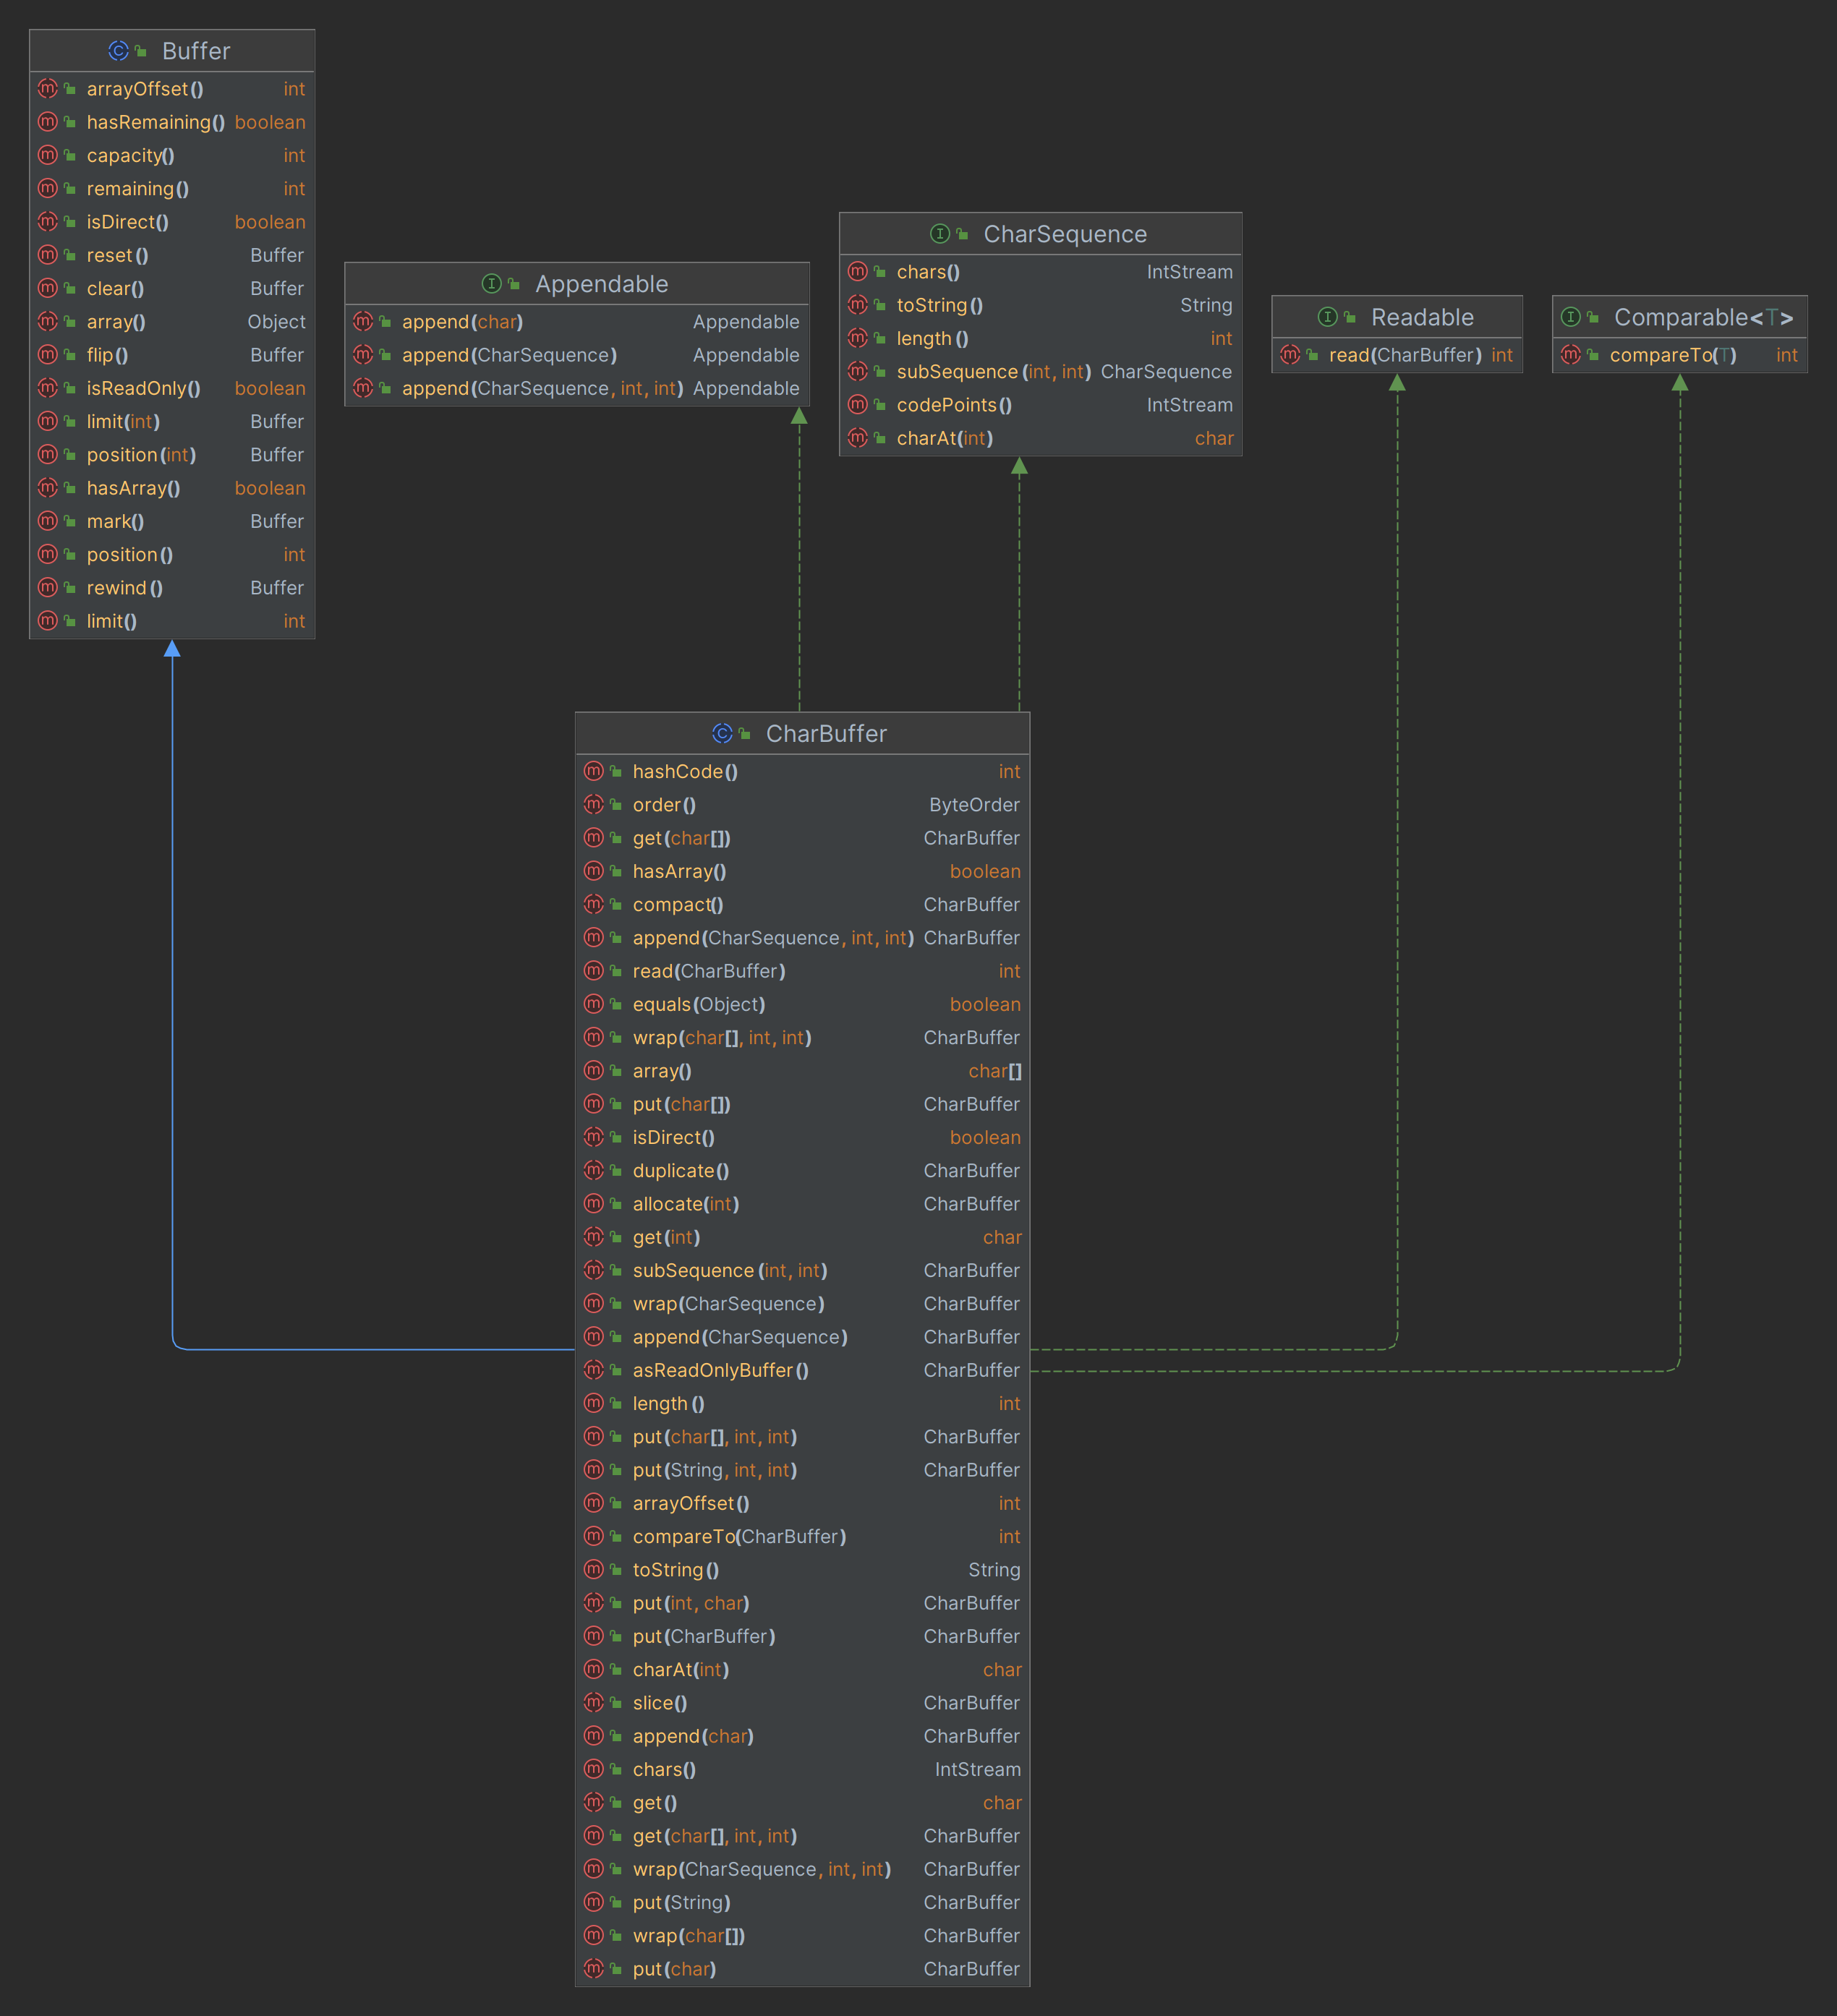 Buffer
arrayOffset() int
hasRemaining() boolean
capacity() int
remaining() int
isDirect() boolean
reset() Buffer
clear() Buffer
array() Object
flip() Buffer
isReadOnly() boolean
limit(int) Buffer
position(int) Buffer
hasArray() boolean
mark() Buffer
position() int
rewind() Buffer
limit() int
Appendable
append(char) Appendable
append(CharSequence) Appendable
append(CharSequence, int, int) Appendable
CharSequence
chars() IntStream
toString() String
length() int
subSequence(int, int) CharSequence
codePoints() IntStream
charAt(int) char
Readable
read(CharBuffer) int
Comparable<T>
compareTo(T) int
CharBuffer
hashCode() int
order() ByteOrder
get(char[]) CharBuffer
hasArray() boolean
compact() CharBuffer
append(CharSequence, int, int) CharBuffer
read(CharBuffer) int
equals(Object) boolean
wrap(char[], int, int) CharBuffer
array() char[]
put(char[]) CharBuffer
isDirect() boolean
duplicate() CharBuffer
allocate(int) CharBuffer
get(int) char
subSequence(int, int) CharBuffer
wrap(CharSequence) CharBuffer
append(CharSequence) CharBuffer
asReadOnlyBuffer() CharBuffer
length() int
put(char[], int, int) CharBuffer
put(String, int, int) CharBuffer
arrayOffset() int
compareTo(CharBuffer) int
toString() String
put(int, char) CharBuffer
put(CharBuffer) CharBuffer
charAt(int) char
slice() CharBuffer
append(char) CharBuffer
chars() IntStream
get() char
get(char[], int, int) CharBuffer
wrap(CharSequence, int, int) CharBuffer
put(String) CharBuffer
wrap(char[]) CharBuffer
put(char) CharBuffer